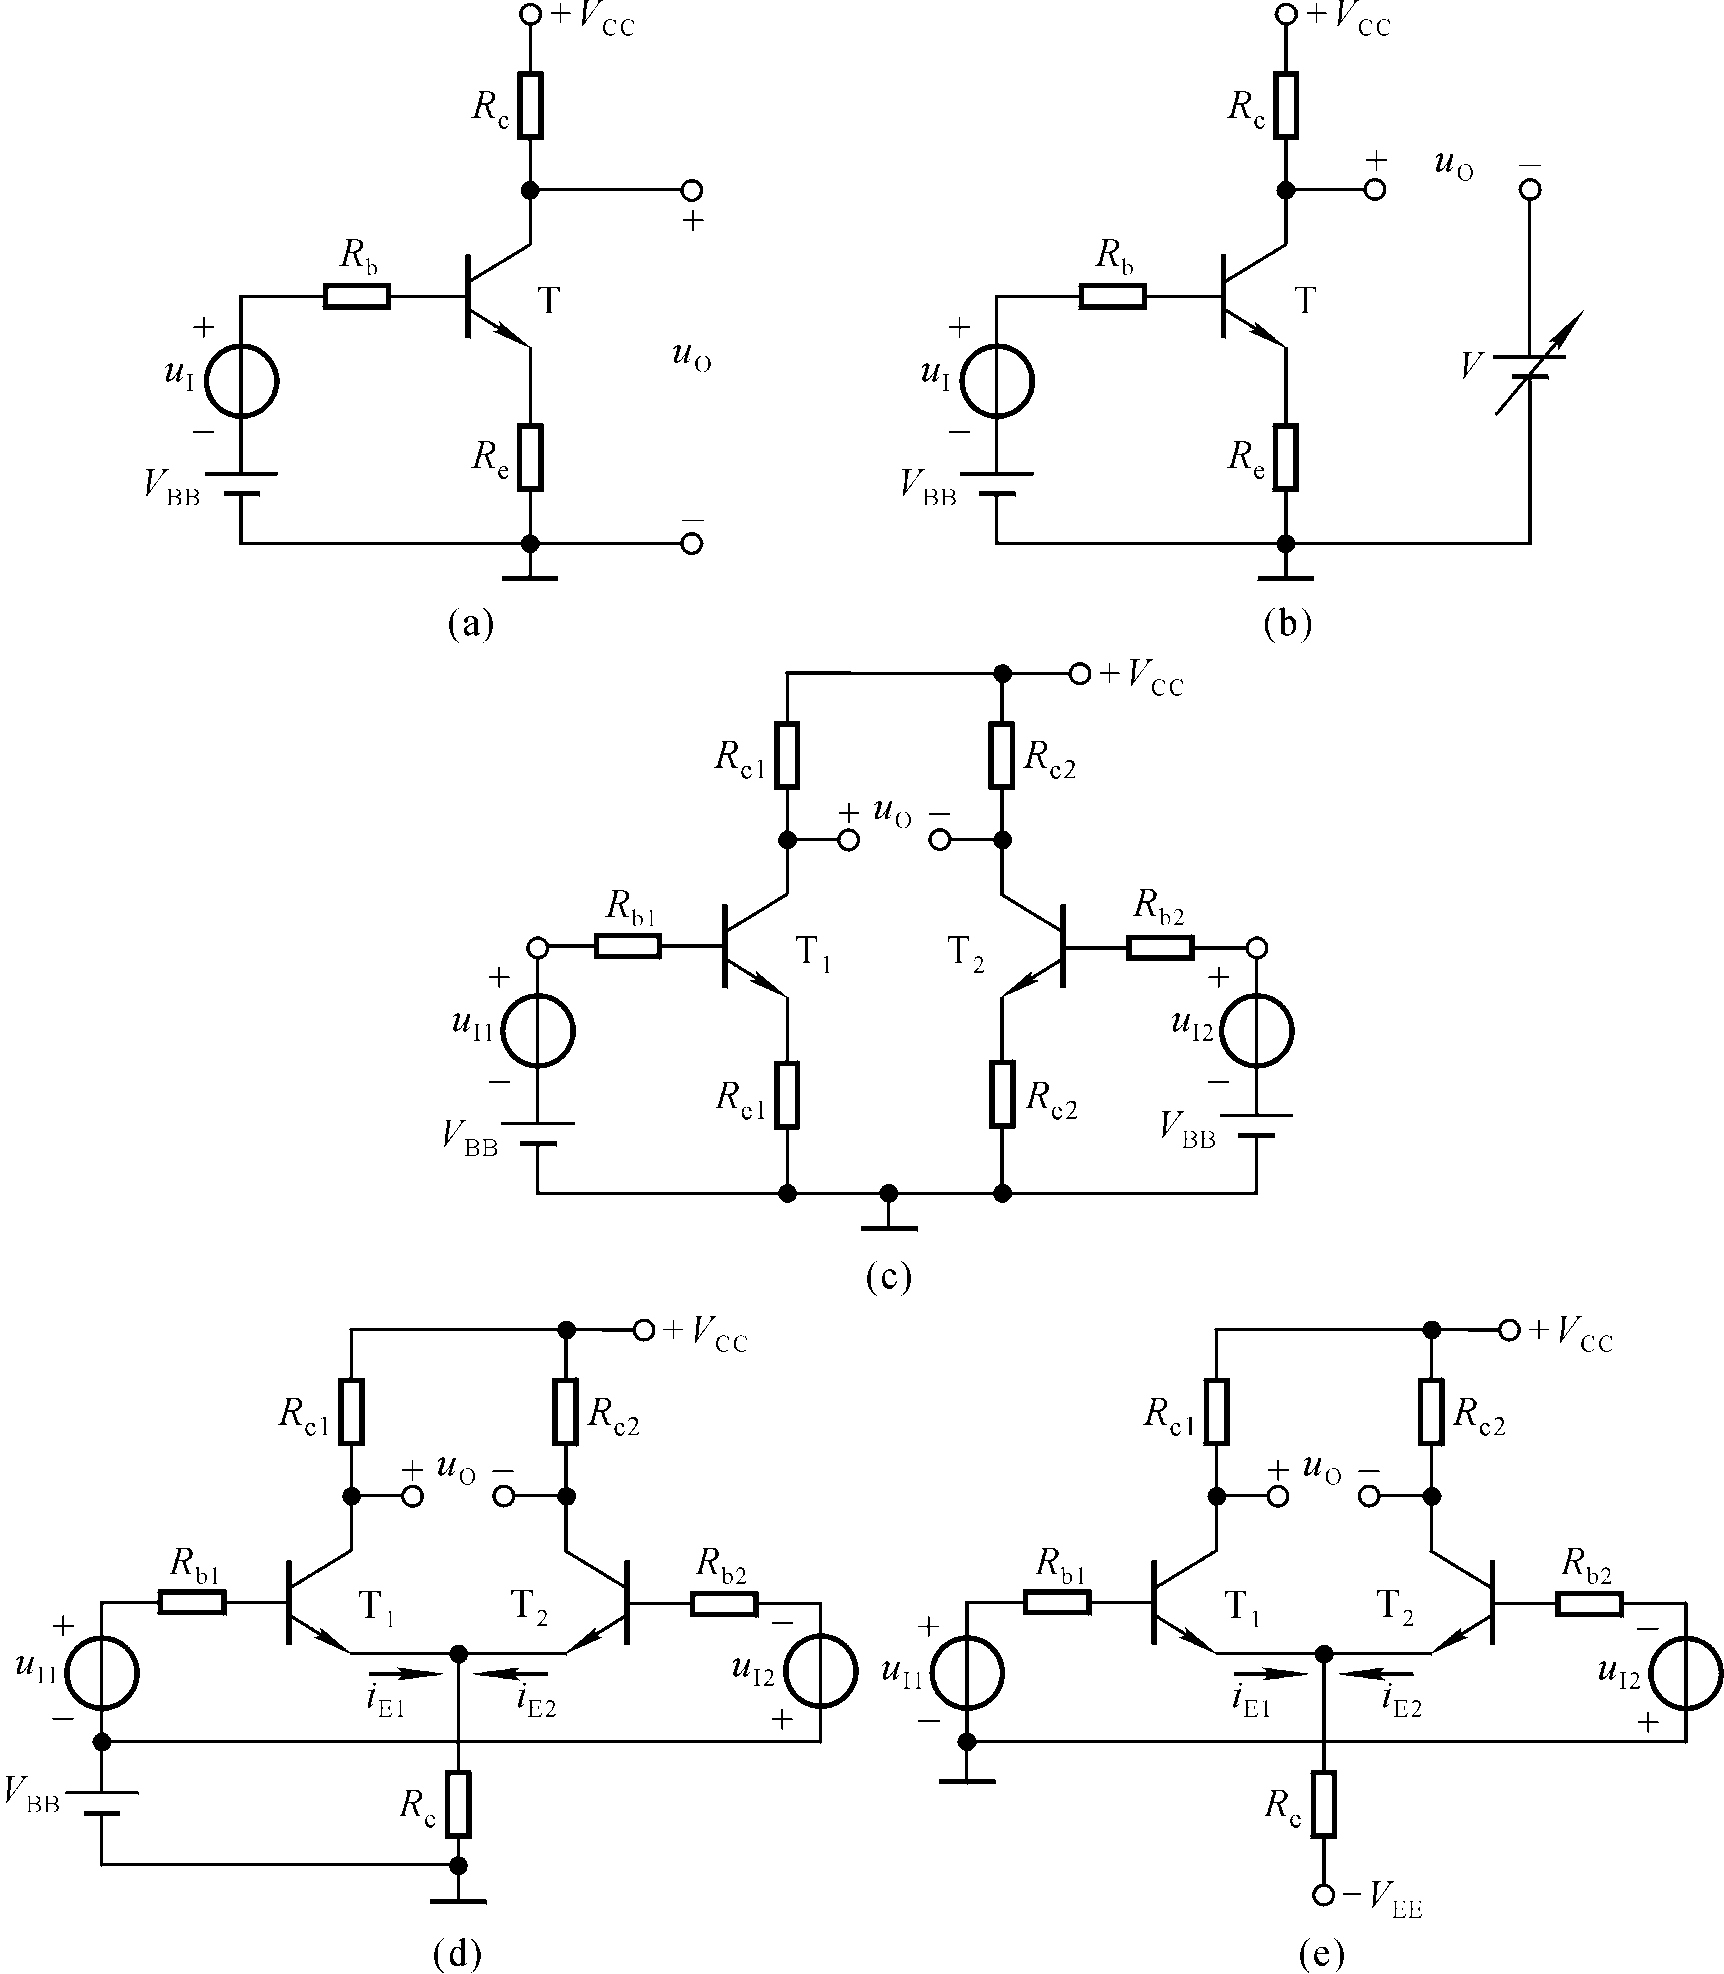 +V_CC
+V_CC
R_c
R_c
+ u_O −
+
R_b
T
R_b
T
+
u_I
−
u_O
+
u_I
−
V
V_BB
R_e
−
V_BB
R_e
(a)
(b)
+V_CC
R_c1
R_c2
+ u_O −
R_b1
R_b2
T_1
T_2
+
u_I1
−
+
u_I2
−
R_e1
R_e2
V_BB
V_BB
(c)
+V_CC
+V_CC
R_c1
R_c2
R_c1
R_c2
+ u_O −
+ u_O −
R_b1
T_1
T_2
R_b2
R_b1
T_1
T_2
R_b2
+
u_I1
−
i_E1
i_E2
−
u_I2
+
+
u_I1
−
i_E1
i_E2
−
u_I2
+
V_BB
R_e
R_e
−V_EE
(d)
(e)